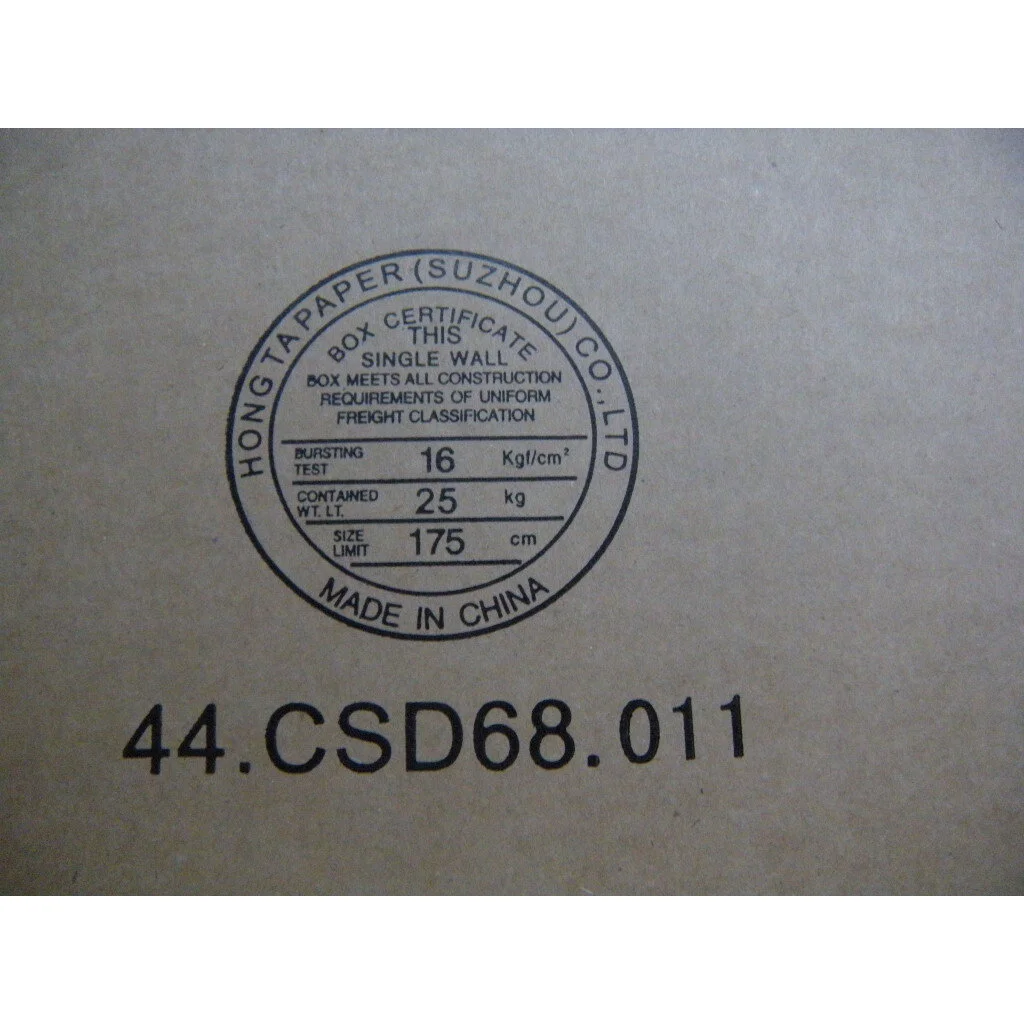 HONG TA PAPER (SUZHOU) CO., LTD
BOX CERTIFICATE
THIS
SINGLE WALL
BOX MEETS ALL CONSTRUCTION
REQUIREMENTS OF UNIFORM
FREIGHT CLASSIFICATION
BURSTING TEST 16 Kgf/cm²
CONTAINED WT. LT. 25 kg
SIZE LIMIT 175 cm
MADE IN CHINA
44.CSD68.011